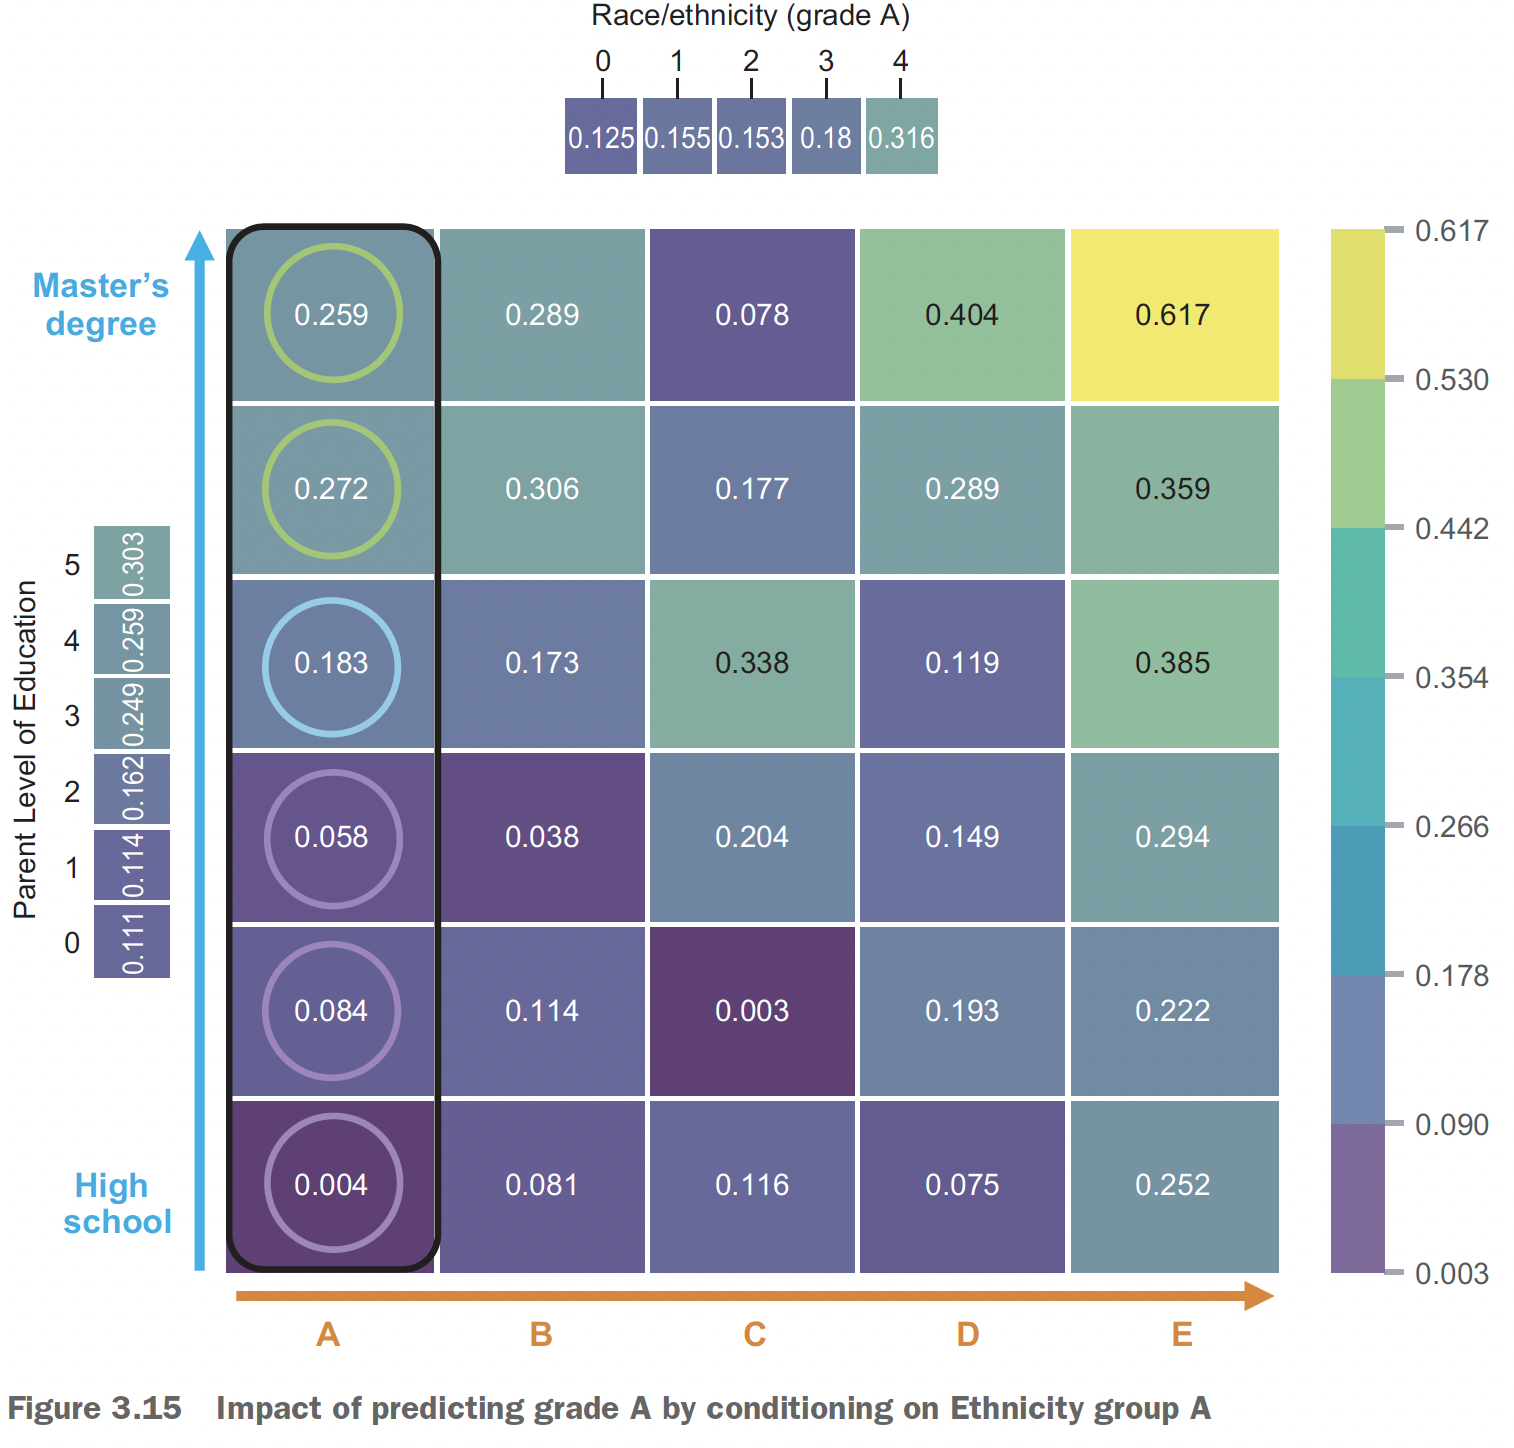 Race/ethnicity (grade A)
0 1 2 3 4
0.125 0.155 0.153 0.18 0.316
Master's
degree
High
school
Parent Level of Education
5 0.303
4 0.259
3 0.249
2 0.162
1 0.114
0 0.111
0.259 0.289 0.078 0.404 0.617
0.272 0.306 0.177 0.289 0.359
0.183 0.173 0.338 0.119 0.385
0.058 0.038 0.204 0.149 0.294
0.084 0.114 0.003 0.193 0.222
0.004 0.081 0.116 0.075 0.252
A B C D E
0.617
0.530
0.442
0.354
0.266
0.178
0.090
0.003
Figure 3.15 Impact of predicting grade A by conditioning on Ethnicity group A